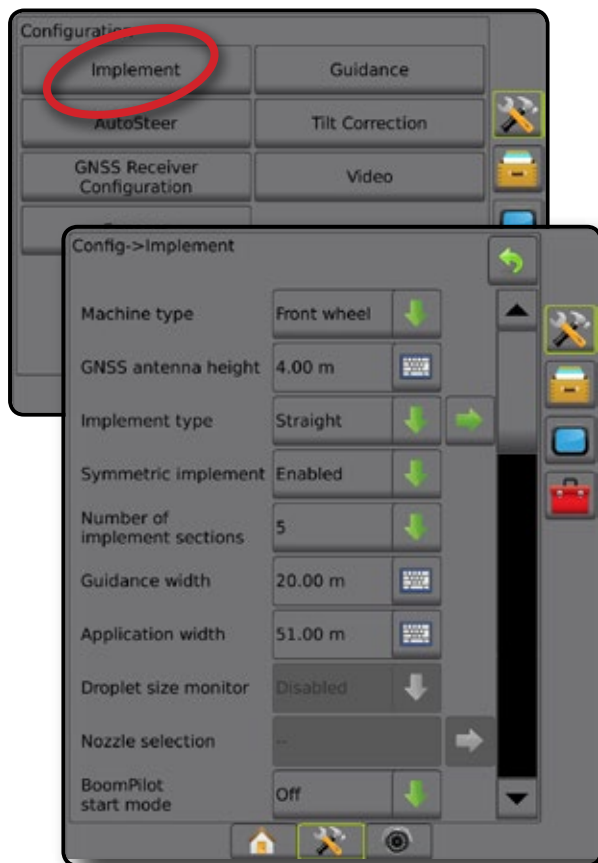 Configuration
Implement
Guidance
AutoSteer
Tilt Correction
GNSS Receiver
Configuration
Video
Config->Implement
Machine type
Front wheel
GNSS antenna height
4.00 m
Implement type
Straight
Symmetric implement
Enabled
Number of
implement sections
5
Guidance width
20.00 m
Application width
51.00 m
Droplet size monitor
Disabled
Nozzle selection
--
BoomPilot
start mode
Off